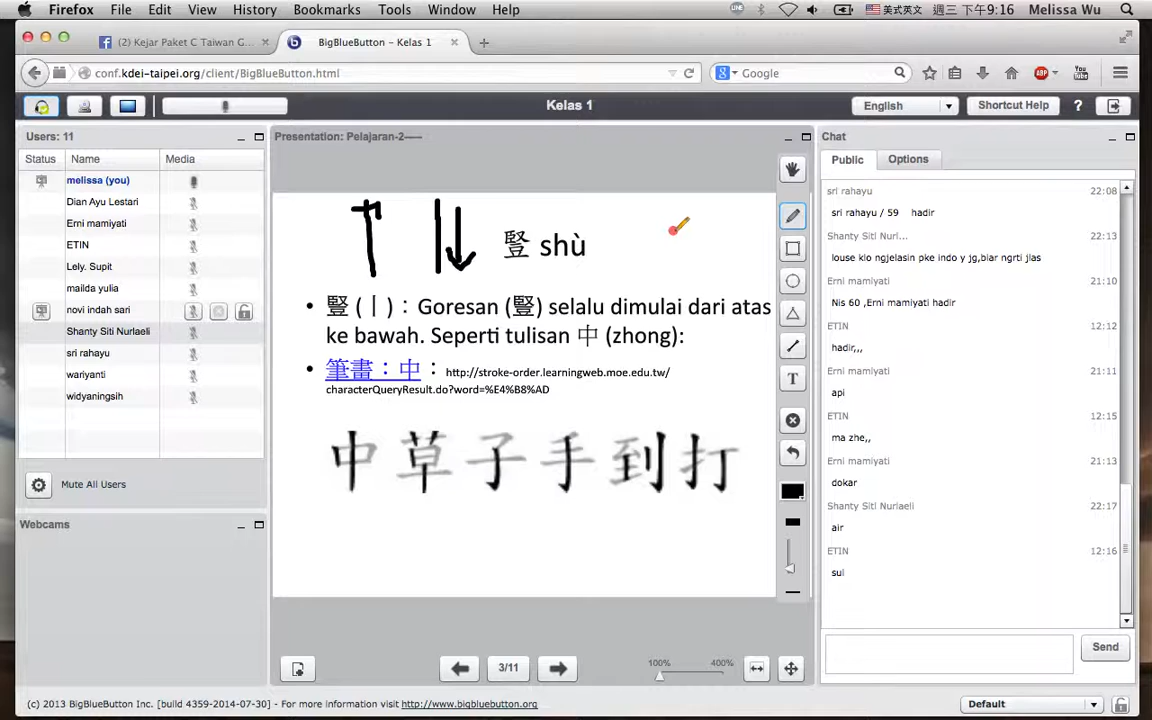 Firefox File Edit View History Bookmarks Tools Window Help 美式英文 週三 下午9:16 Melissa Wu
(2) Kejar Paket C Taiwan G... × BigBlueButton – Kelas 1 × +
conf.kdei-taipei.org/client/BigBlueButton.html Google ABP You Tube
Kelas 1 English Shortcut Help ?
Users: 11
Status Name Media
melissa (you)
Dian Ayu Lestari
Erni mamiyati
ETIN
Lely. Supit
mailda yulia
novi indah sari
Shanty Siti Nurlaeli
sri rahayu
wariyanti
widyaningsih
Mute All Users
Webcams
Presentation: Pelajaran-2-----
豎 shù
• 豎 (丨)：Goresan (豎) selalu dimulai dari atas
ke bawah. Seperti tulisan 中 (zhong):
• 筆畫：中： http://stroke-order.learningweb.moe.edu.tw/
characterQueryResult.do?word=%E4%B8%AD
中草子手到打
T
3/11 100% 400%
Chat
Public Options
sri rahayu 22:08
sri rahayu / 59 hadir
Shanty Siti Nurl... 22:13
louse klo ngjelasin pke indo y jg,biar ngrti jlas
Erni mamiyati 21:10
Nis 60 ,Erni mamiyati hadir
ETIN 12:12
hadir,,,
Erni mamiyati 21:11
api
ETIN 12:15
ma zhe,,
Erni mamiyati 21:13
dokar
Shanty Siti Nurlaeli 22:17
air
ETIN 12:16
sui
Send
(c) 2013 BigBlueButton Inc. [build 4359-2014-07-30] - For more information visit http://www.bigbluebutton.org Default